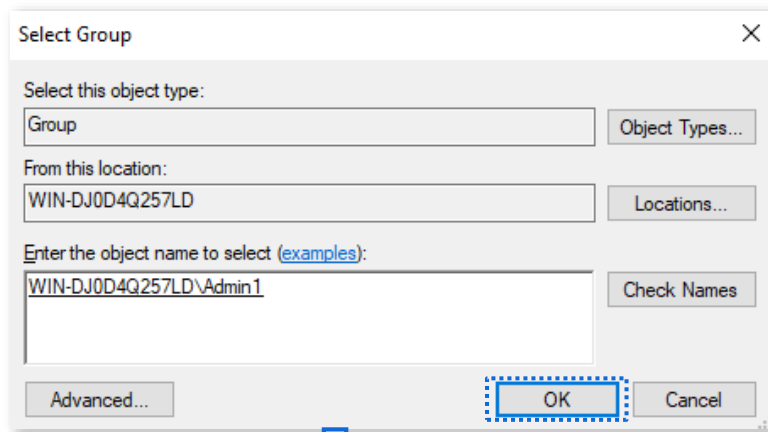 Select Group
Select this object type:
Group
Object Types...
From this location:
WIN-DJ0D4Q257LD
Locations...
Enter the object name to select (examples):
WIN-DJ0D4Q257LD\Admin1
Check Names
Advanced...
OK
Cancel